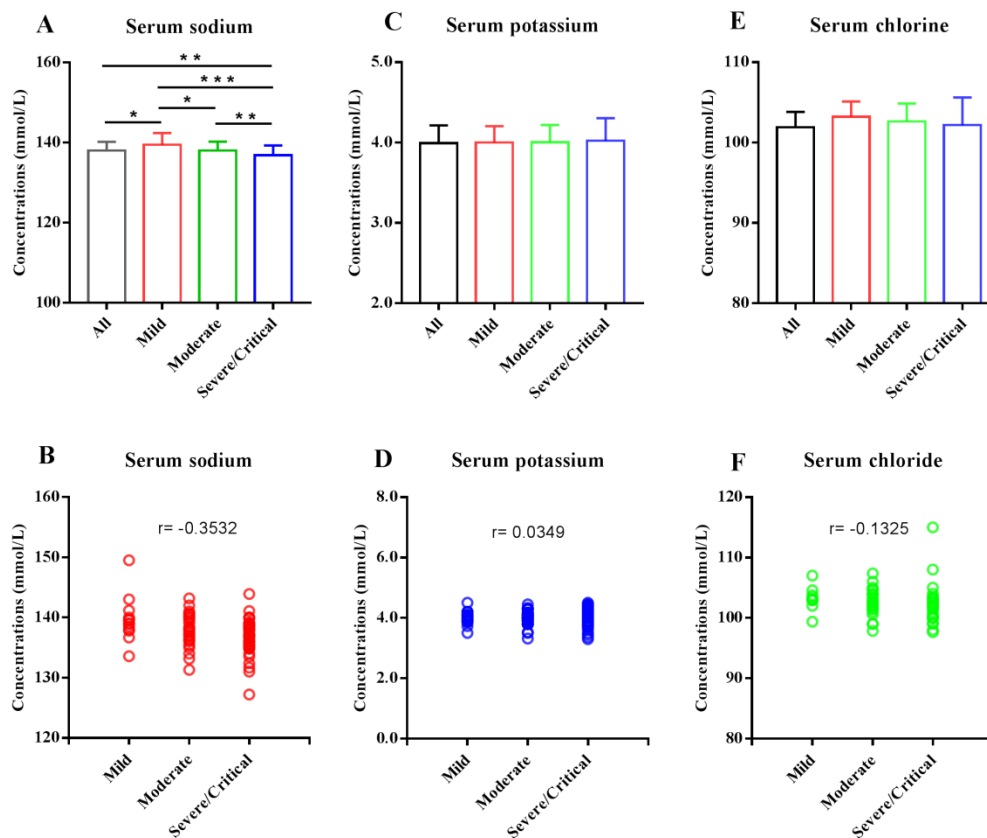 A
Serum sodium
Concentrations (mmol/L)
160
140
120
100
* *
* * *
*
*
* *
All
Mild
Moderate
Severe/Critical
C
Serum potassium
Concentrations (mmol/L)
5.0
4.0
3.0
2.0
All
Mild
Moderate
Severe/Critical
E
Serum chlorine
Concentrations (mmol/L)
120
100
90
80
All
Mild
Moderate
Severe/Critical
B
Serum sodium
Concentrations (mmol/L)
r= -0.3532
160
150
140
130
120
Mild
Moderate
Severe/Critical
D
Serum potassium
Concentrations (mmol/L)
r= 0.0349
8.0
6.0
4.0
2.0
0.0
Mild
Moderate
Severe/Critical
F
Serum chloride
Concentrations (mmol/L)
r= -0.1325
120
110
100
90
80
Mild
Moderate
Severe/Critical